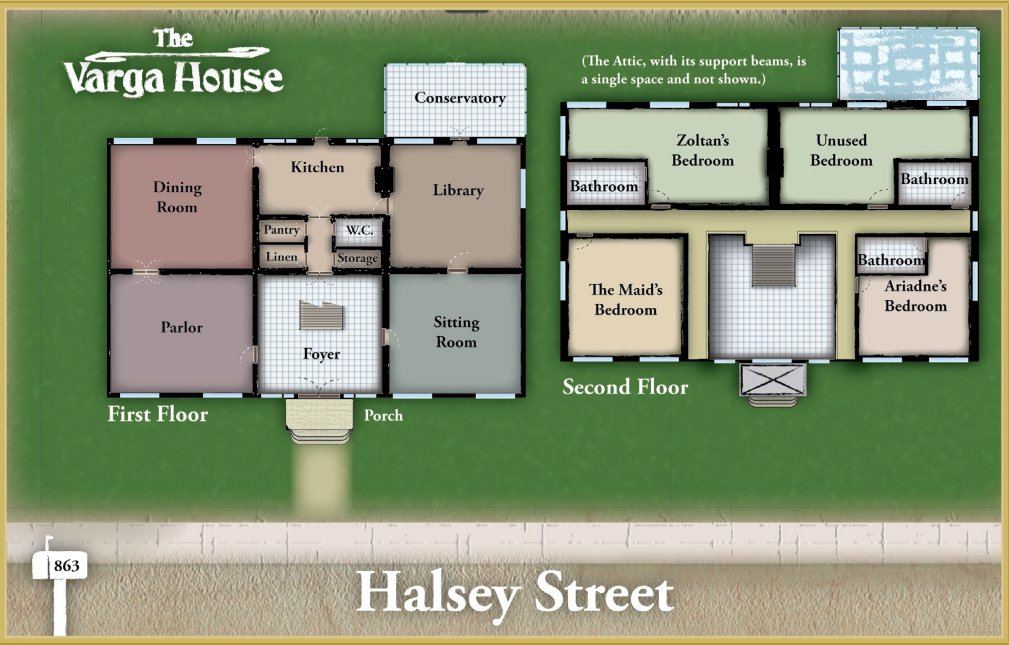 The
Varga House
(The Attic, with its support beams, is
a single space and not shown.)
Conservatory
Kitchen
Dining
Room
Library
Pantry
W.C.
Linen
Storage
Parlor
Foyer
Sitting
Room
First Floor
Porch
Zoltan's
Bedroom
Unused
Bedroom
Bathroom
Bathroom
Bathroom
The Maid's
Bedroom
Ariadne's
Bedroom
Second Floor
863
Halsey Street